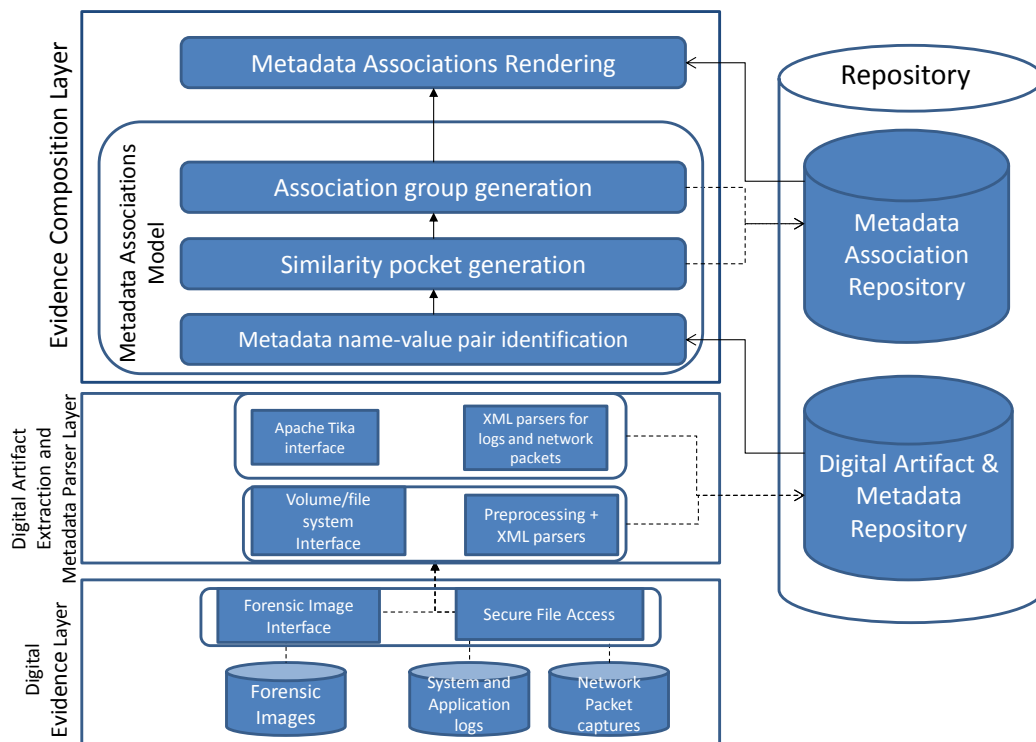 Evidence Composition Layer
Metadata Associations Rendering
Metadata Associations
Model
Association group generation
Similarity pocket generation
Metadata name-value pair identification
Repository
Metadata
Association
Repository
Digital Artifact &
Metadata
Repository
Digital Artifact
Extraction and
Metadata Parser Layer
Apache Tika
interface
XML parsers for
logs and network
packets
Volume/file
system
Interface
Preprocessing +
XML parsers
Digital
Evidence Layer
Forensic Image
Interface
Secure File Access
Forensic
Images
System and
Application
logs
Network
Packet
captures